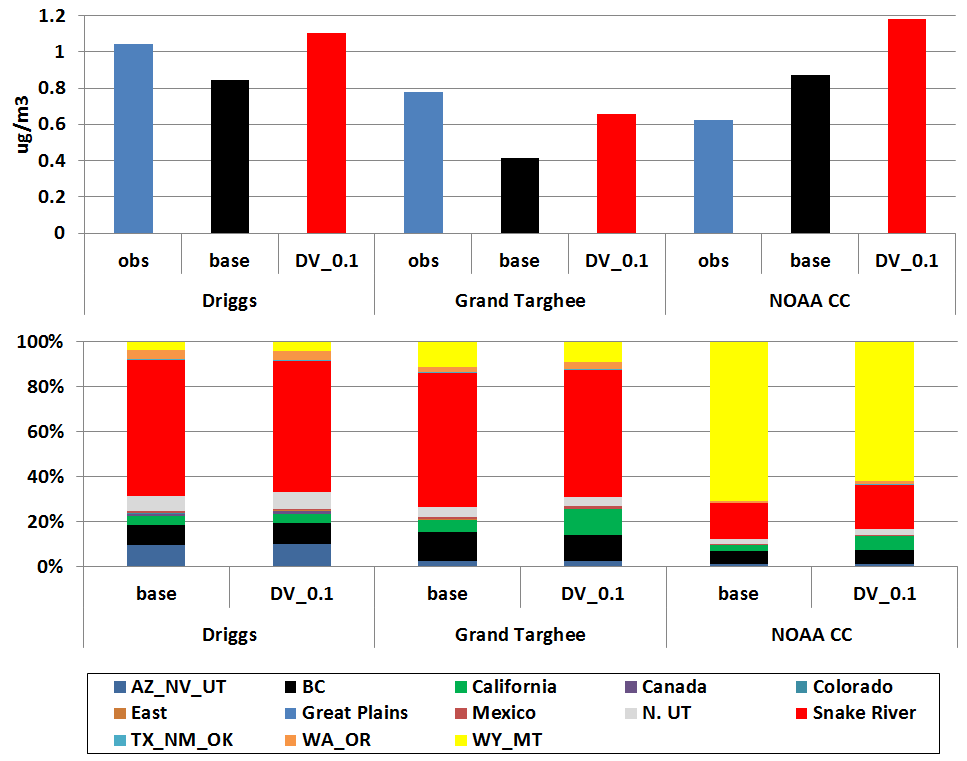 1.2
1
0.8
0.6
0.4
0.2
0
ug/m3
obs base DV_0.1 obs base DV_0.1 obs base DV_0.1
Driggs Grand Targhee NOAA CC
100%
80%
60%
40%
20%
0%
base DV_0.1 base DV_0.1 base DV_0.1
Driggs Grand Targhee NOAA CC
AZ_NV_UT BC California Canada Colorado
East Great Plains Mexico N. UT Snake River
TX_NM_OK WA_OR WY_MT